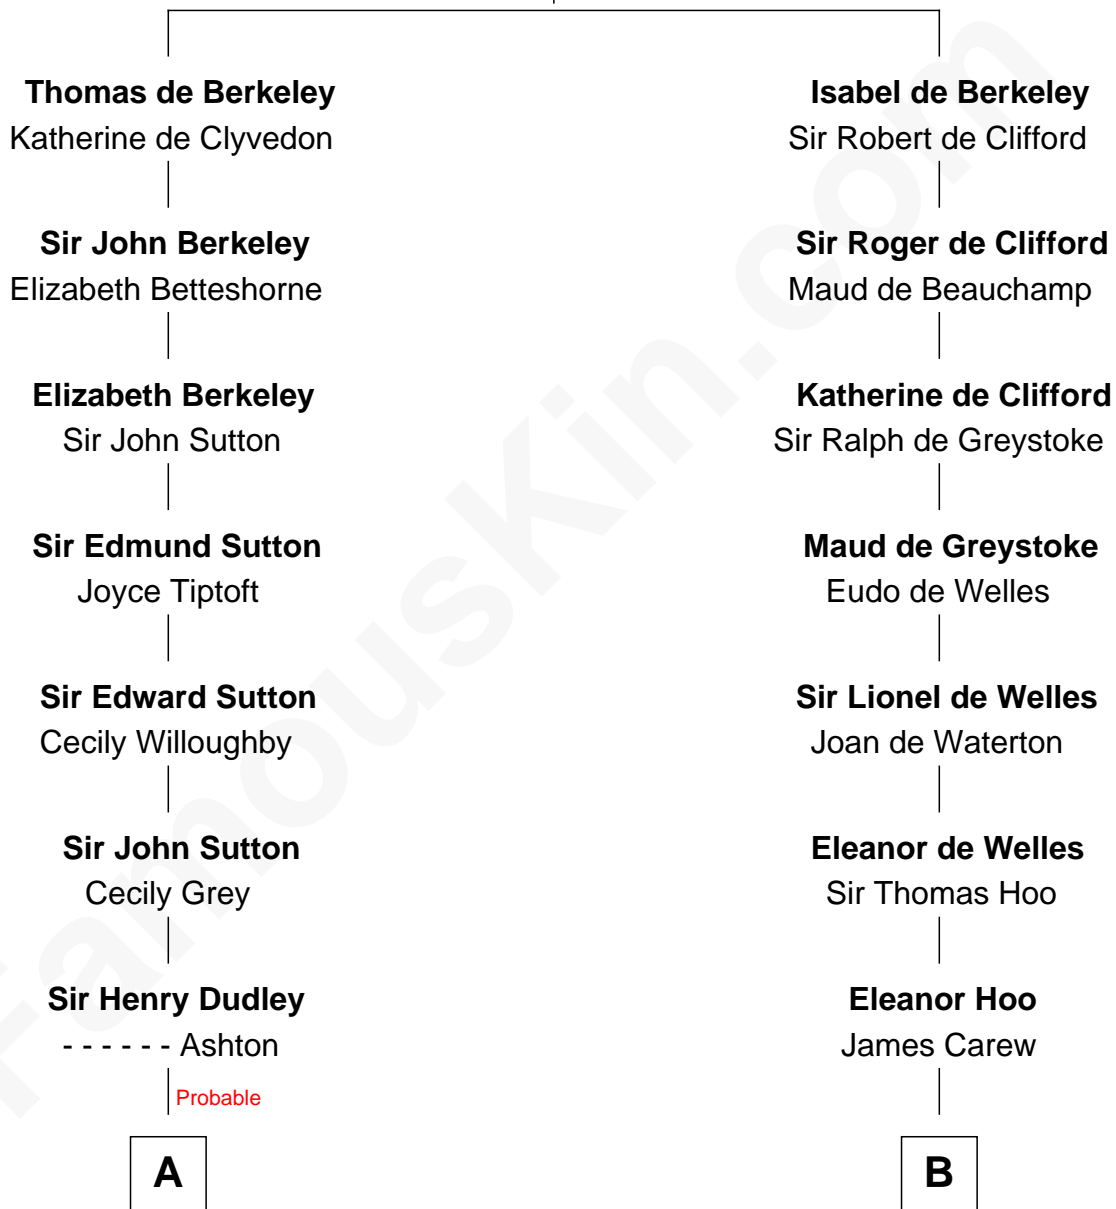 Thomas de Berkeley
Katherine de Clyvedon
Sir John Berkeley
Elizabeth Betteshorne
Elizabeth Berkeley
Sir John Sutton
Sir Edmund Sutton
Joyce Tiptoft
Sir Edward Sutton
Cecily Willoughby
Sir John Sutton
Cecily Grey
Sir Henry Dudley
- - - - - - Ashton
Probable
A
Isabel de Berkeley
Sir Robert de Clifford
Sir Roger de Clifford
Maud de Beauchamp
Katherine de Clifford
Sir Ralph de Greystoke
Maud de Greystoke
Eudo de Welles
Sir Lionel de Welles
Joan de Waterton
Eleanor de Welles
Sir Thomas Hoo
Eleanor Hoo
James Carew
B
FamousKin.com